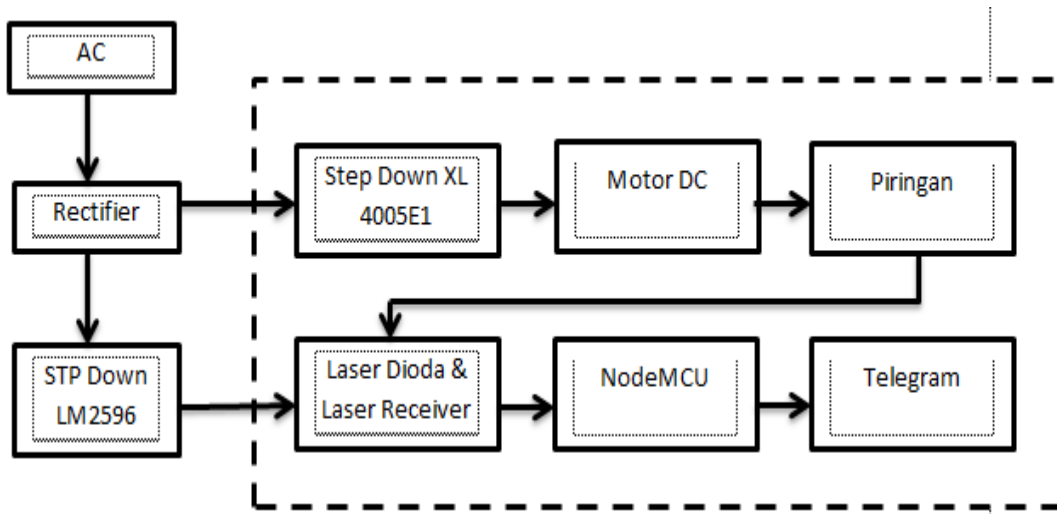 AC
Rectifier
STP Down
LM2596
Step Down XL
4005E1
Motor DC
Piringan
Laser Dioda &
Laser Receiver
NodeMCU
Telegram